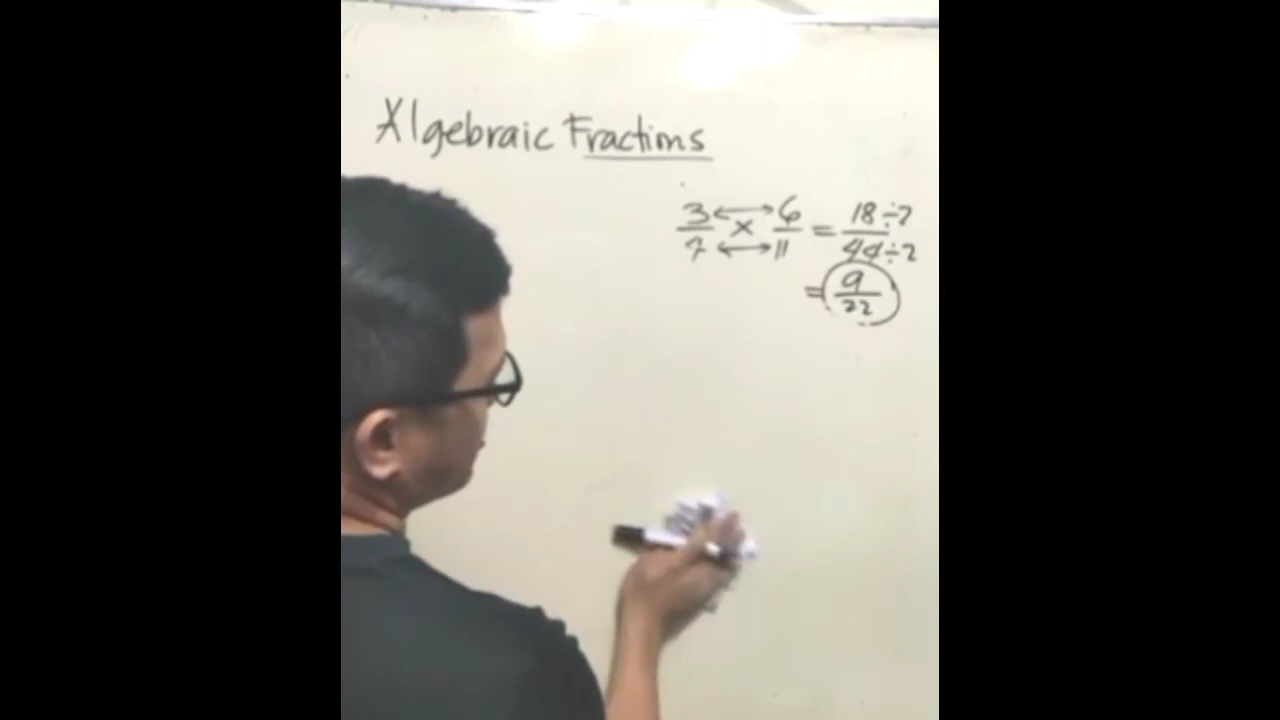 Algebraic Fractions
3/7 × 6/11 = 18÷2/44÷2
= 9/22